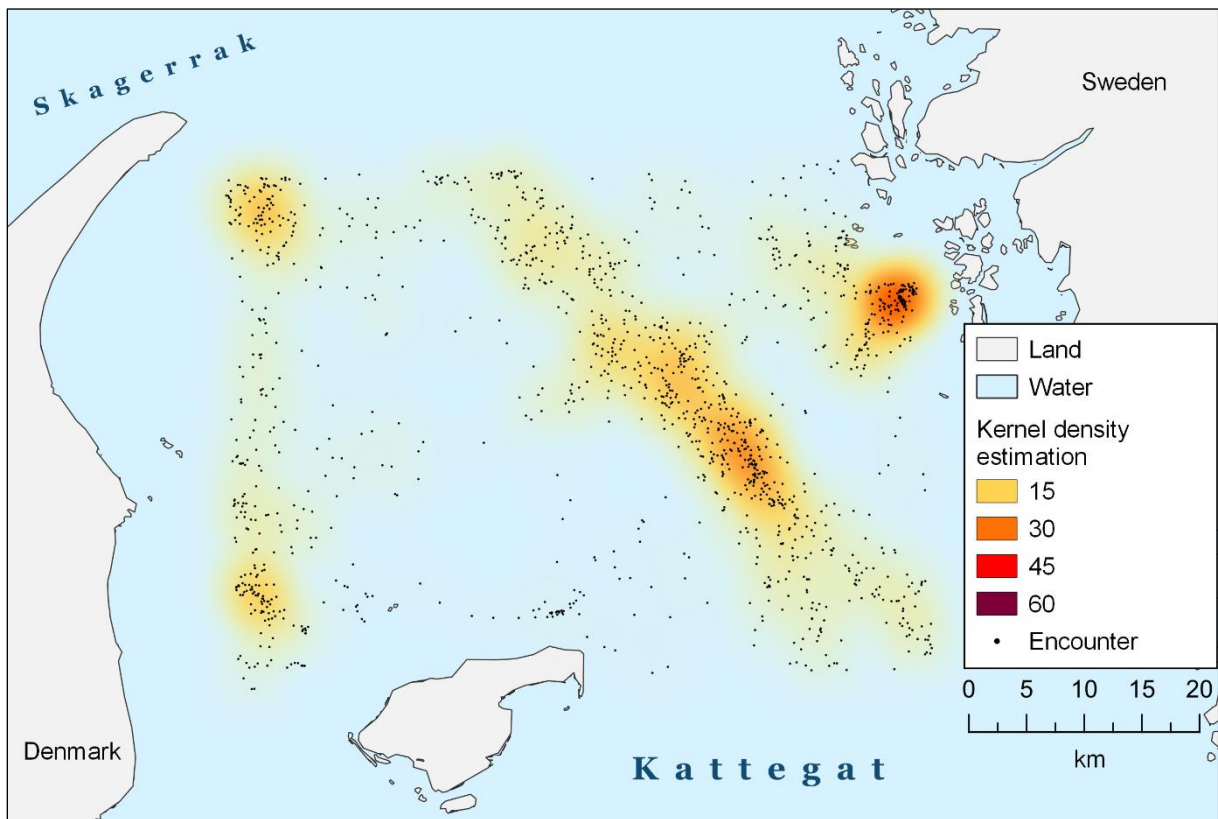 Skagerrak
Sweden
Land
Water
Kernel density
estimation
15
30
45
60
Encounter
0 5 10 15 20
km
Denmark
Kattegat